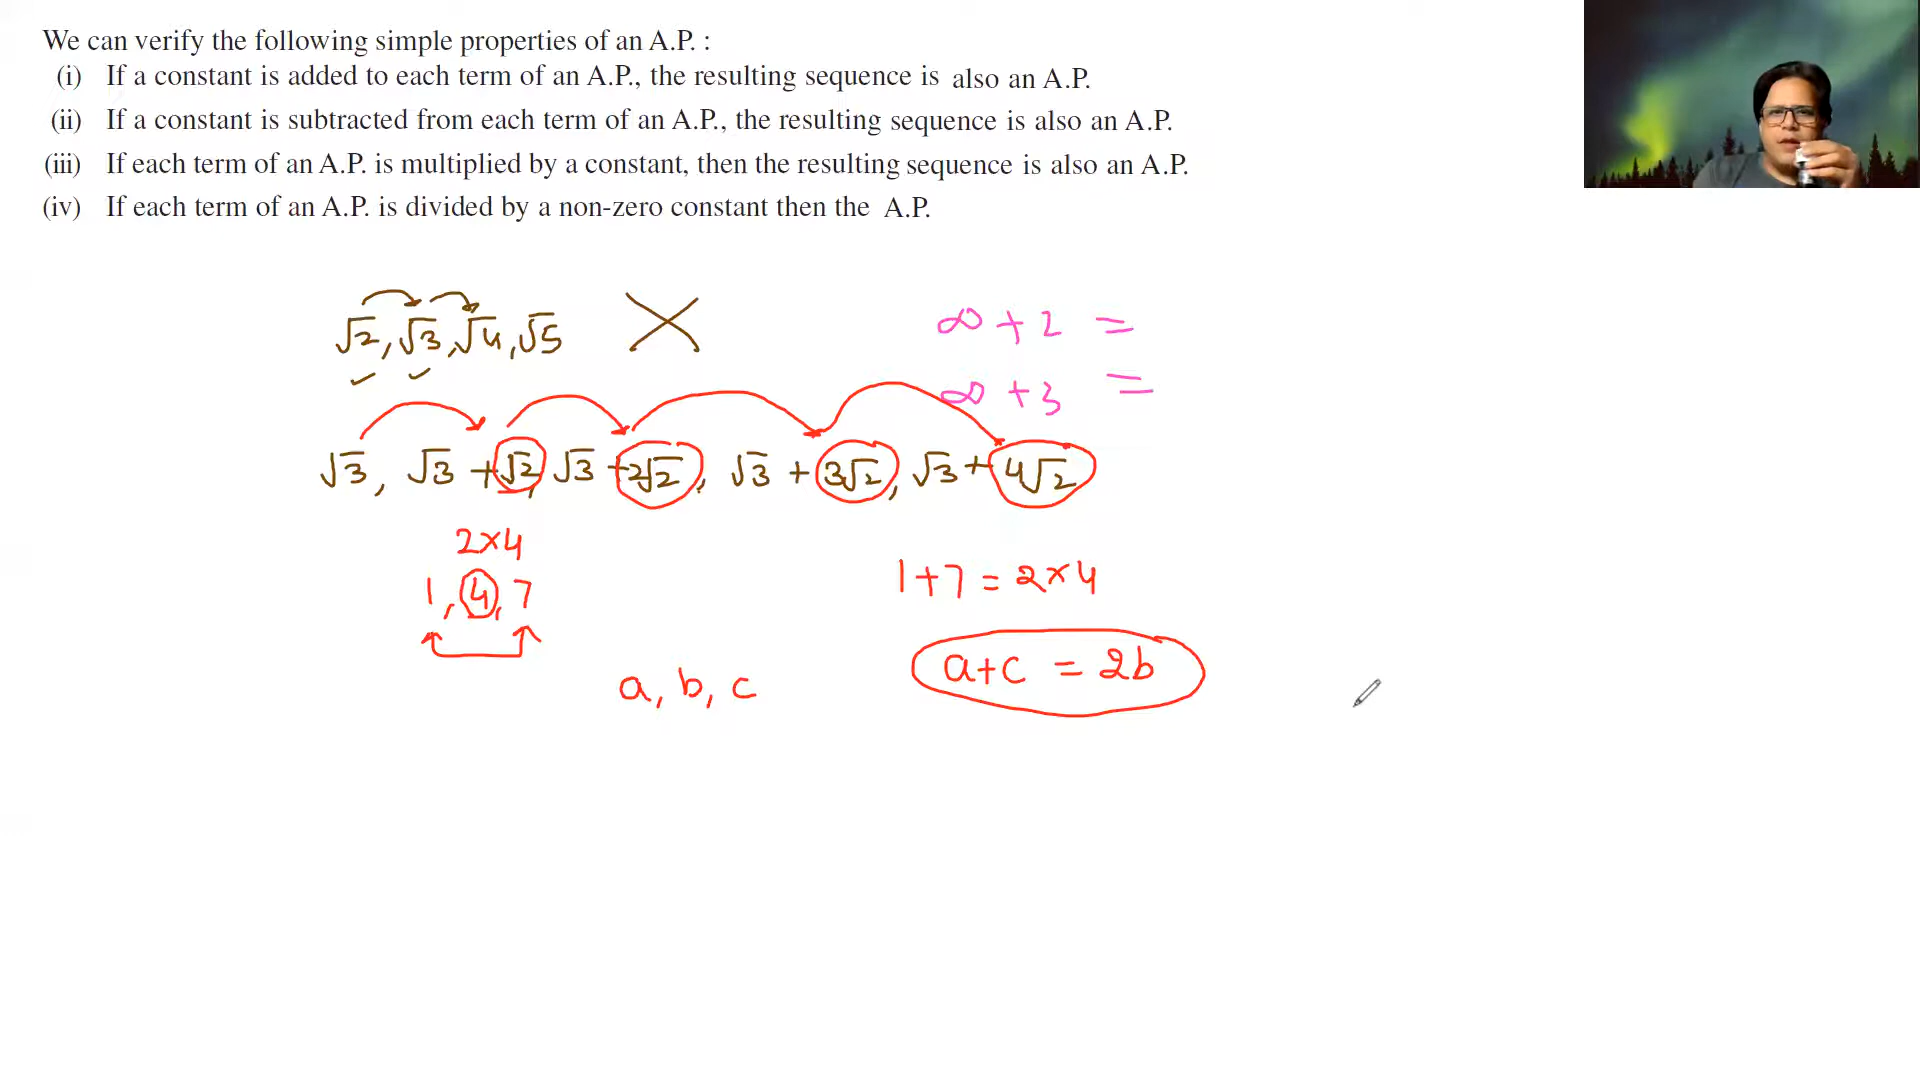 We can verify the following simple properties of an A.P. :
(i) If a constant is added to each term of an A.P., the resulting sequence is also an A.P.
(ii) If a constant is subtracted from each term of an A.P., the resulting sequence is also an A.P.
(iii) If each term of an A.P. is multiplied by a constant, then the resulting sequence is also an A.P.
(iv) If each term of an A.P. is divided by a non-zero constant then the A.P.
√2, √3, √4, √5
∞ + 2 =
∞ + 3 =
√3, √3 + √2, √3 + 2√2, √3 + 3√2, √3 + 4√2
2×4
1, 4, 7
1+7 = 2×4
a+c = 2b
a, b, c